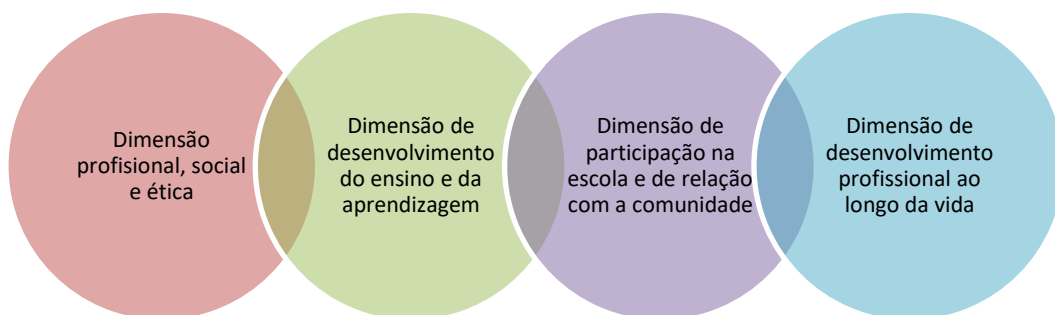 Dimensão
profisional, social
e ética
Dimensão de
desenvolvimento
do ensino e da
aprendizagem
Dimensão de
participação na
escola e de relação
com a comunidade
Dimensão de
desenvolvimento
profissional ao
longo da vida